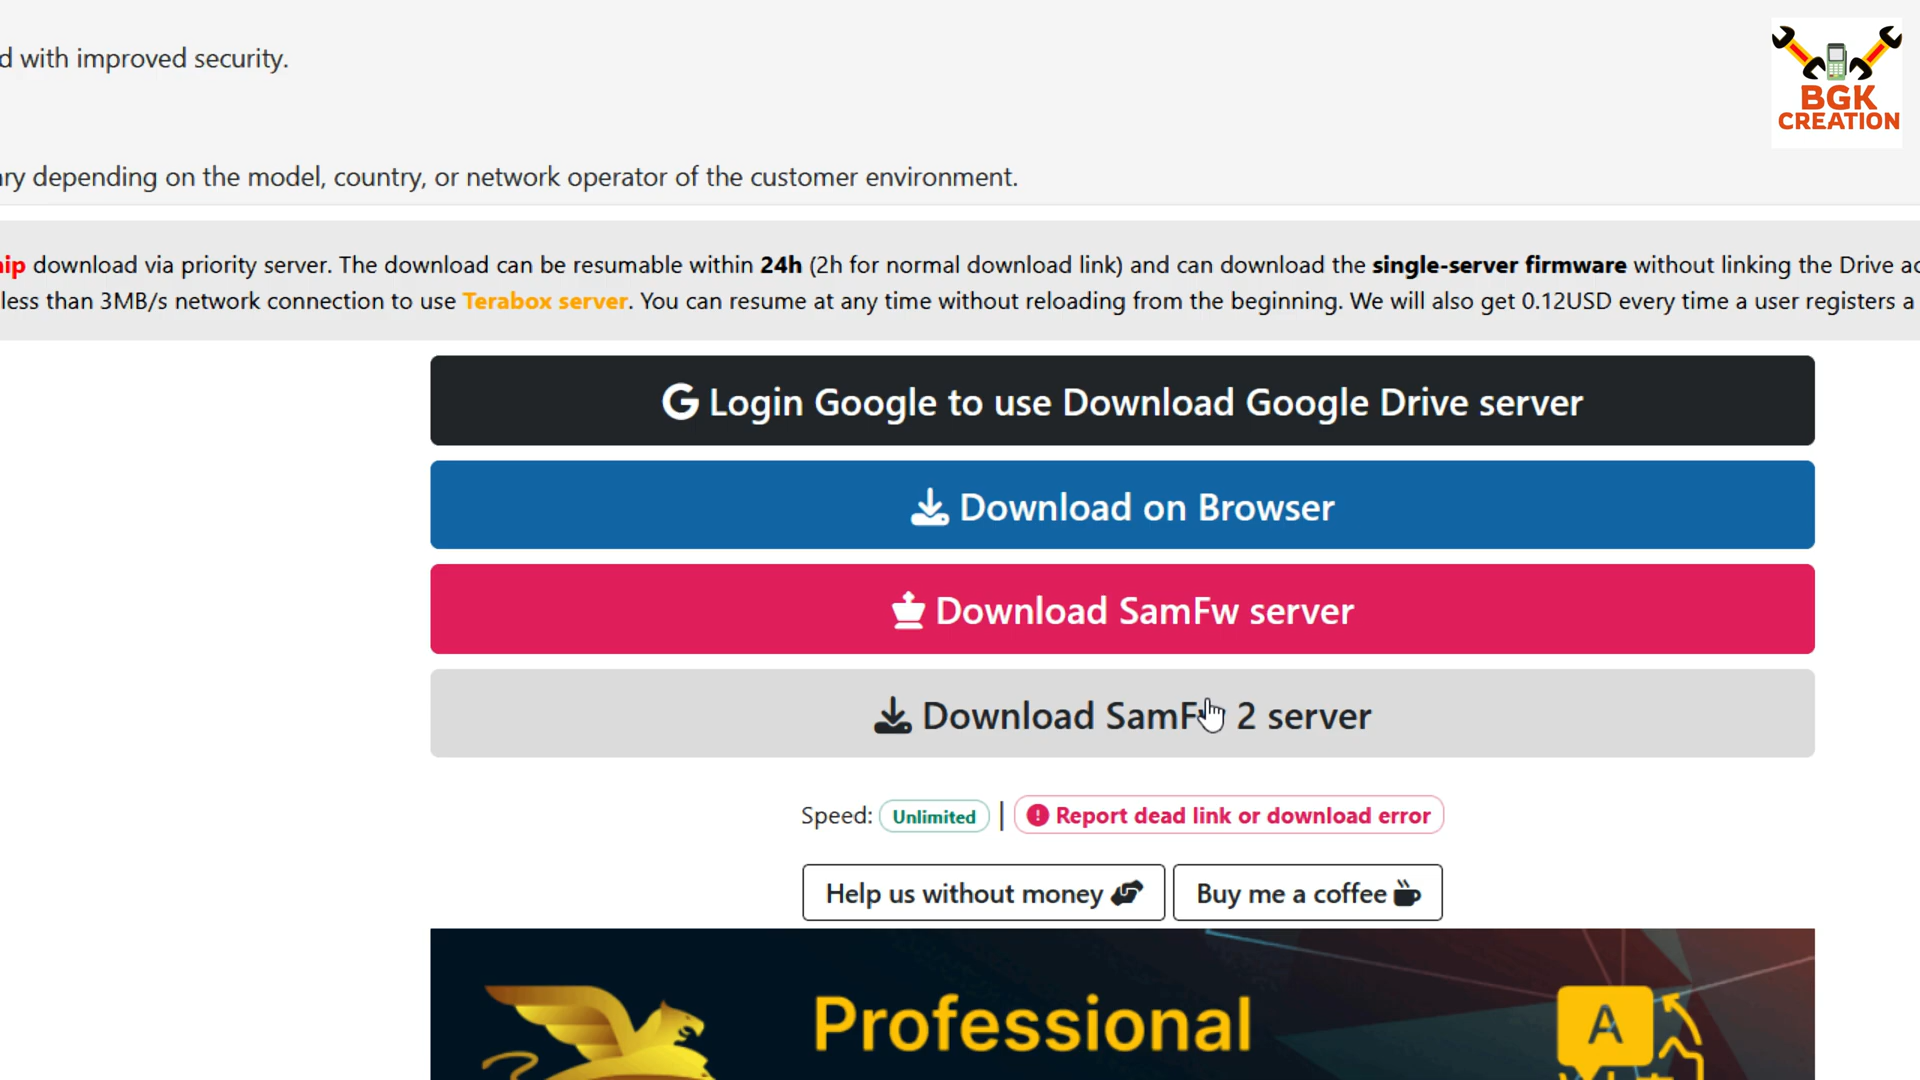 d with improved security.
BGK
CREATION
ry depending on the model, country, or network operator of the customer environment.
ip download via priority server. The download can be resumable within 24h (2h for normal download link) and can download the single-server firmware without linking the Drive ac
less than 3MB/s network connection to use Terabox server. You can resume at any time without reloading from the beginning. We will also get 0.12USD every time a user registers a
G Login Google to use Download Google Drive server
Download on Browser
Download SamFw server
Download SamFw 2 server
Speed: Unlimited | Report dead link or download error
Help us without money Buy me a coffee
Professional
A